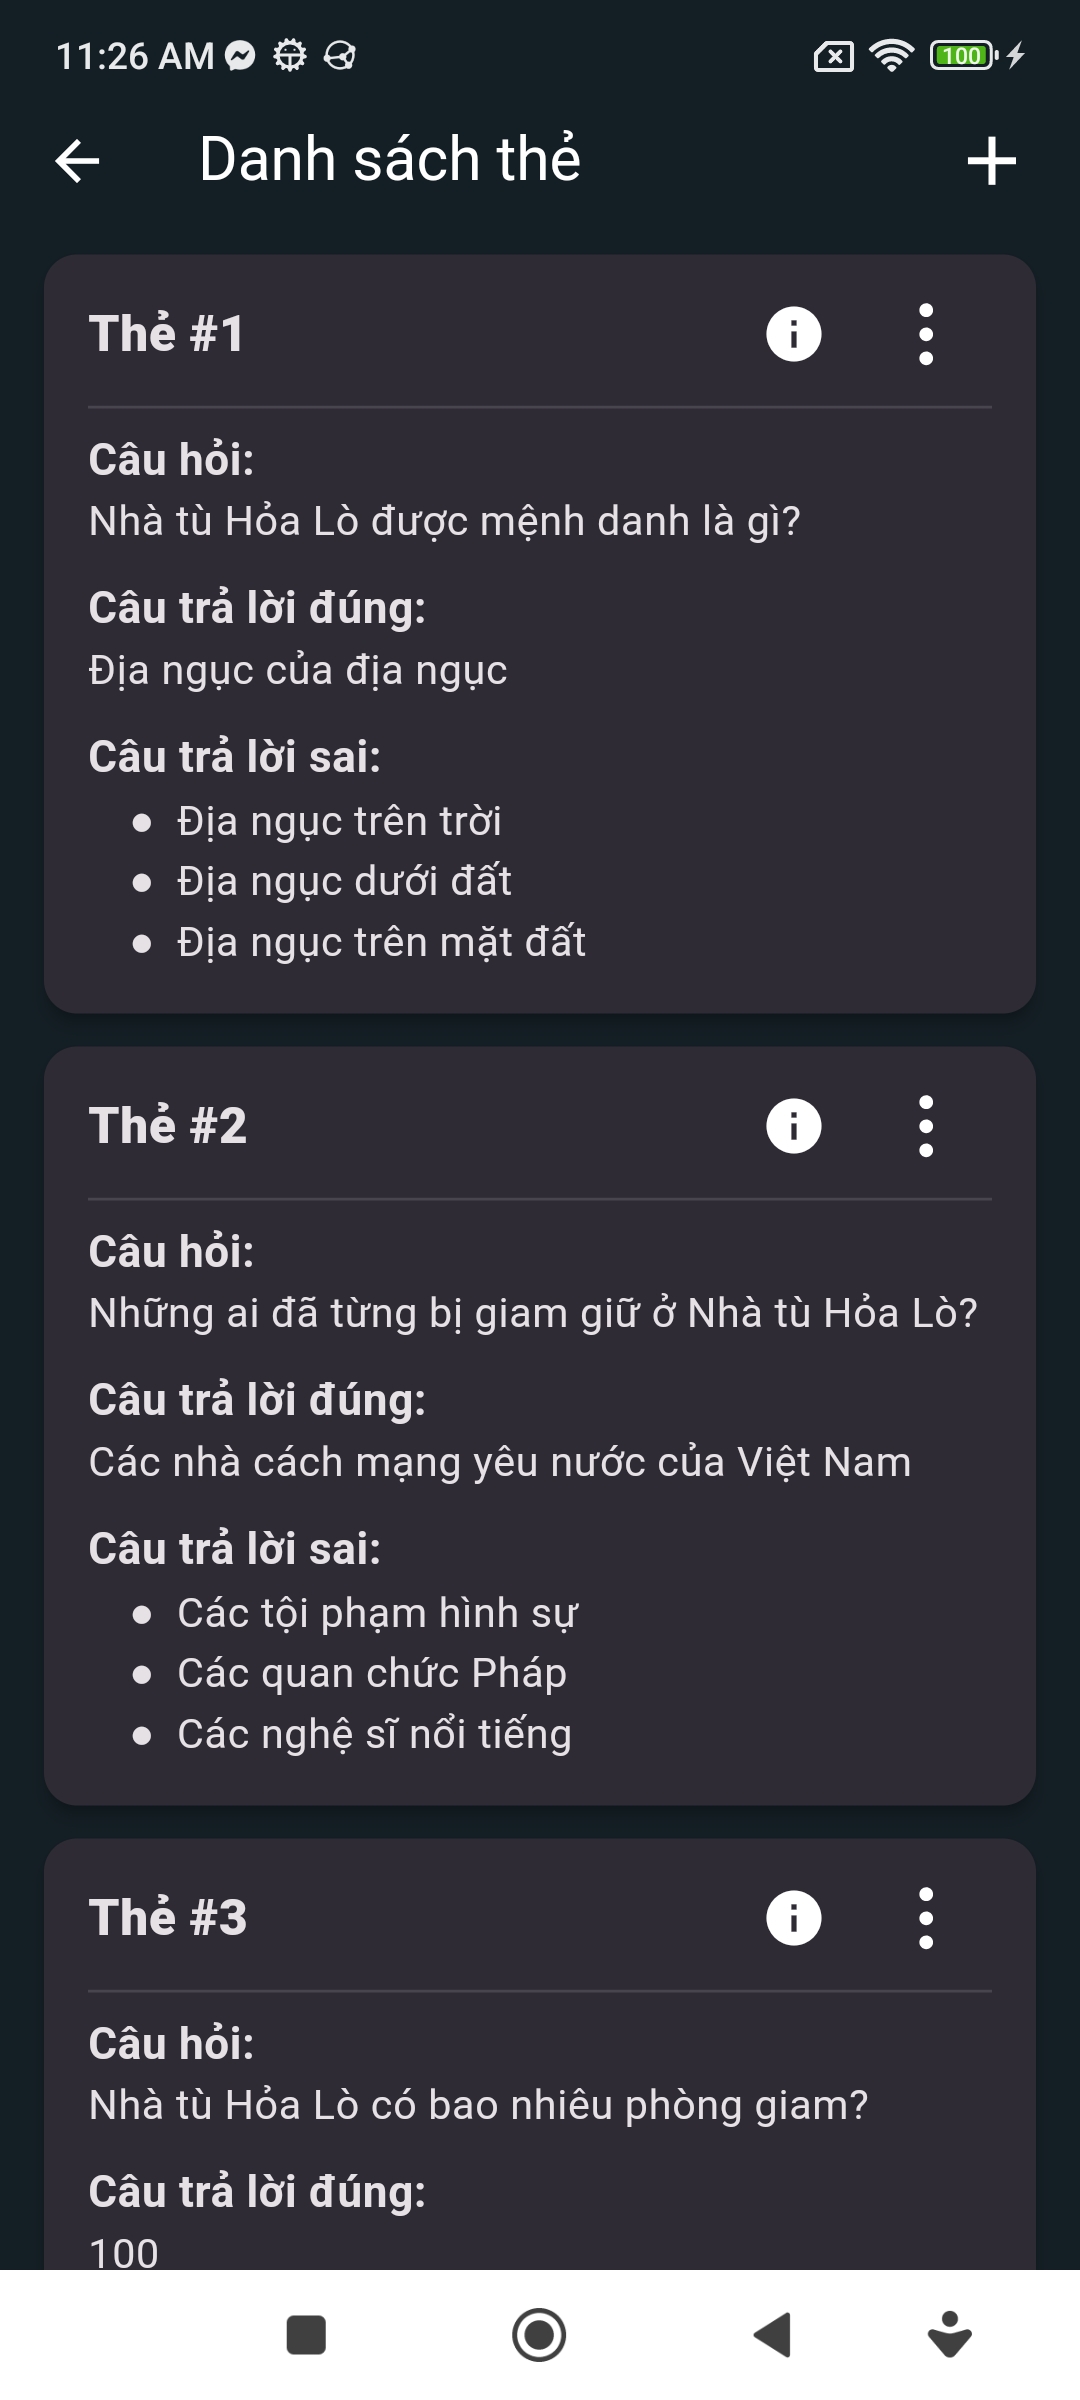 11:26 AM
100
Danh sách thẻ
Thẻ #1
Câu hỏi:
Nhà tù Hỏa Lò được mệnh danh là gì?
Câu trả lời đúng:
Địa ngục của địa ngục
Câu trả lời sai:
Địa ngục trên trời
Địa ngục dưới đất
Địa ngục trên mặt đất
Thẻ #2
Câu hỏi:
Những ai đã từng bị giam giữ ở Nhà tù Hỏa Lò?
Câu trả lời đúng:
Các nhà cách mạng yêu nước của Việt Nam
Câu trả lời sai:
Các tội phạm hình sự
Các quan chức Pháp
Các nghệ sĩ nổi tiếng
Thẻ #3
Câu hỏi:
Nhà tù Hỏa Lò có bao nhiêu phòng giam?
Câu trả lời đúng:
100